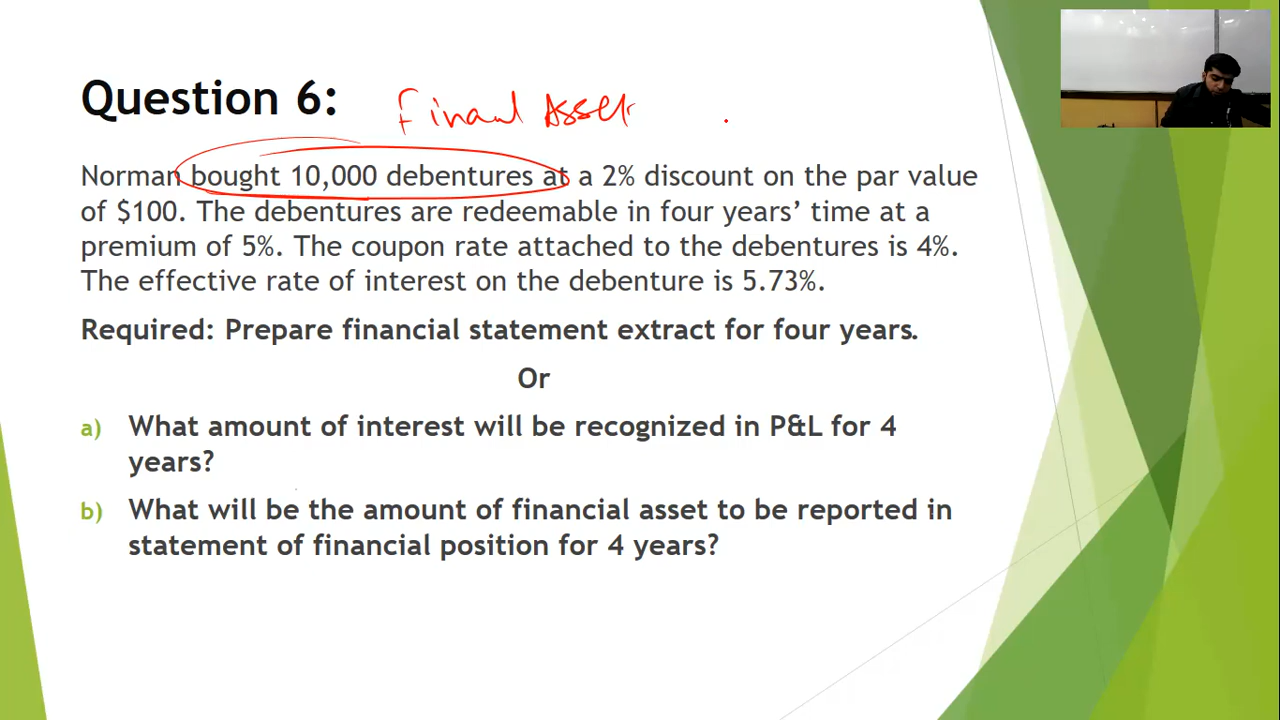 Question 6:
Finanl Asset
Norman bought 10,000 debentures at a 2% discount on the par value
of $100. The debentures are redeemable in four years’ time at a
premium of 5%. The coupon rate attached to the debentures is 4%.
The effective rate of interest on the debenture is 5.73%.
Required: Prepare financial statement extract for four years.
Or
a) What amount of interest will be recognized in P&L for 4
years?
b) What will be the amount of financial asset to be reported in
statement of financial position for 4 years?